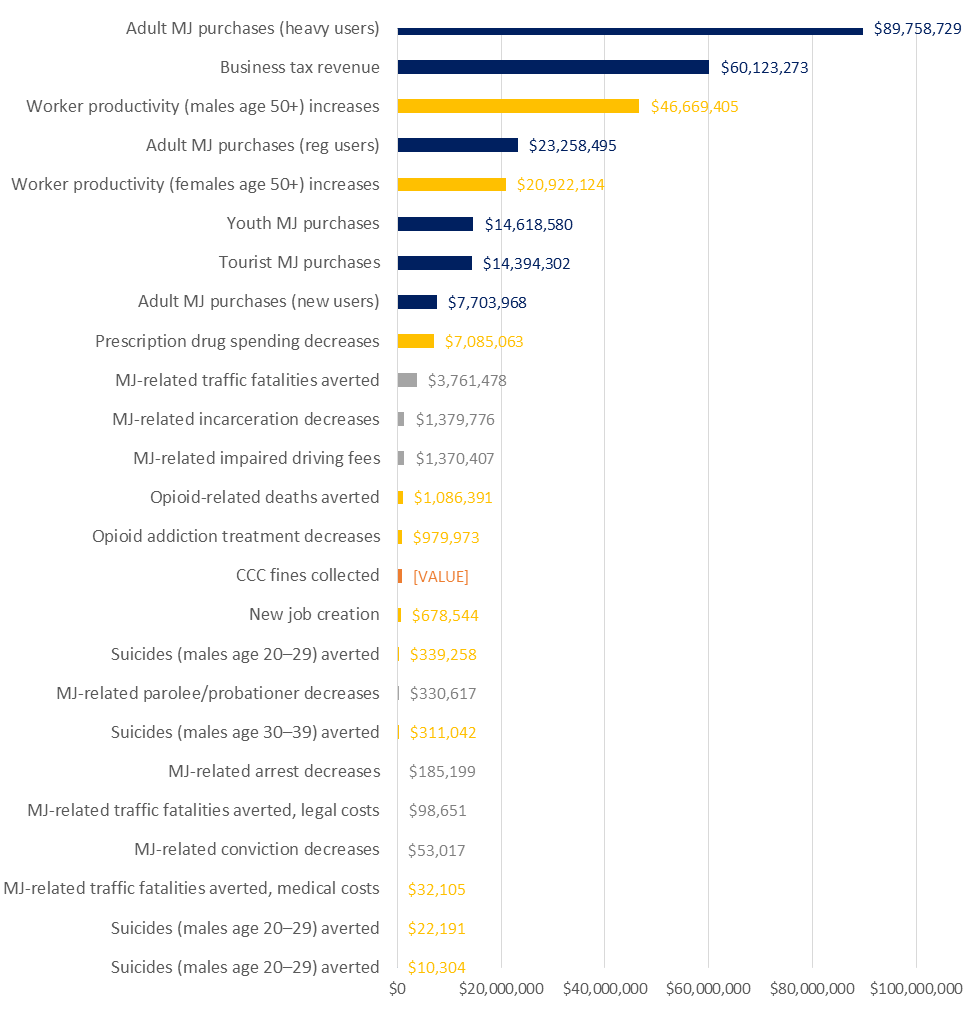 Adult MJ purchases (heavy users) $89,758,729
Business tax revenue $60,123,273
Worker productivity (males age 50+) increases $46,669,405
Adult MJ purchases (reg users) $23,258,495
Worker productivity (females age 50+) increases $20,922,124
Youth MJ purchases $14,618,580
Tourist MJ purchases $14,394,302
Adult MJ purchases (new users) $7,703,968
Prescription drug spending decreases $7,085,063
MJ-related traffic fatalities averted $3,761,478
MJ-related incarceration decreases $1,379,776
MJ-related impaired driving fees $1,370,407
Opioid-related deaths averted $1,086,391
Opioid addiction treatment decreases $979,973
CCC fines collected [VALUE]
New job creation $678,544
Suicides (males age 20–29) averted $339,258
MJ-related parolee/probationer decreases $330,617
Suicides (males age 30–39) averted $311,042
MJ-related arrest decreases $185,199
MJ-related traffic fatalities averted, legal costs $98,651
MJ-related conviction decreases $53,017
MJ-related traffic fatalities averted, medical costs $32,105
Suicides (males age 20–29) averted $22,191
Suicides (males age 20–29) averted $10,304
$0 $20,000,000 $40,000,000 $60,000,000 $80,000,000 $100,000,000